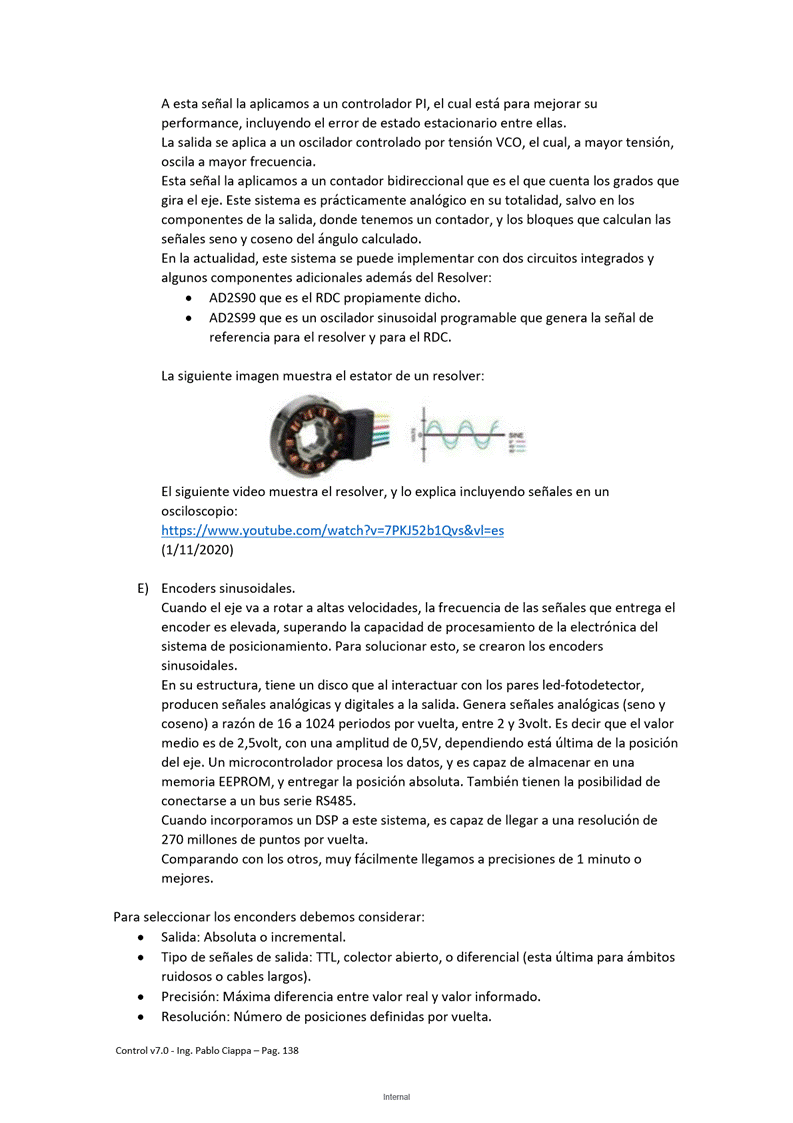 A esta señal la aplicamos a un controlador PI, el cual está para mejorar su
performance, incluyendo el error de estado estacionario entre ellas.
La salida se aplica a un oscilador controlado por tensión VCO, el cual, a mayor tensión,
oscila a mayor frecuencia.
Esta señal la aplicamos a un contador bidireccional que es el que cuenta los grados que
gira el eje. Este sistema es prácticamente analógico en su totalidad, salvo en los
componentes de la salida, donde tenemos un contador, y los bloques que calculan las
señales seno y coseno del ángulo calculado.
En la actualidad, este sistema se puede implementar con dos circuitos integrados y
algunos componentes adicionales además del Resolver:
• AD2S90 que es el RDC propiamente dicho.
• AD2S99 que es un oscilador sinusoidal programable que genera la señal de
referencia para el resolver y para el RDC.
La siguiente imagen muestra el estator de un resolver:
SINE
El siguiente video muestra el resolver, y lo explica incluyendo señales en un
osciloscopio:
https://www.youtube.com/watch?v=7PKJ52b1Qvs&vl=es
(1/11/2020)
E) Encoders sinusoidales.
Cuando el eje va a rotar a altas velocidades, la frecuencia de las señales que entrega el
encoder es elevada, superando la capacidad de procesamiento de la electrónica del
sistema de posicionamiento. Para solucionar esto, se crearon los encoders
sinusoidales.
En su estructura, tiene un disco que al interactuar con los pares led-fotodetector,
producen señales analógicas y digitales a la salida. Genera señales analógicas (seno y
coseno) a razón de 16 a 1024 periodos por vuelta, entre 2 y 3volt. Es decir que el valor
medio es de 2,5volt, con una amplitud de 0,5V, dependiendo está última de la posición
del eje. Un microcontrolador procesa los datos, y es capaz de almacenar en una
memoria EEPROM, y entregar la posición absoluta. También tienen la posibilidad de
conectarse a un bus serie RS485.
Cuando incorporamos un DSP a este sistema, es capaz de llegar a una resolución de
270 millones de puntos por vuelta.
Comparando con los otros, muy fácilmente llegamos a precisiones de 1 minuto o
mejores.
Para seleccionar los enconders debemos considerar:
• Salida: Absoluta o incremental.
• Tipo de señales de salida: TTL, colector abierto, o diferencial (esta última para ámbitos
ruidosos o cables largos).
• Precisión: Máxima diferencia entre valor real y valor informado.
• Resolución: Número de posiciones definidas por vuelta.
Control v7.0 - Ing. Pablo Ciappa – Pag. 138
Internal